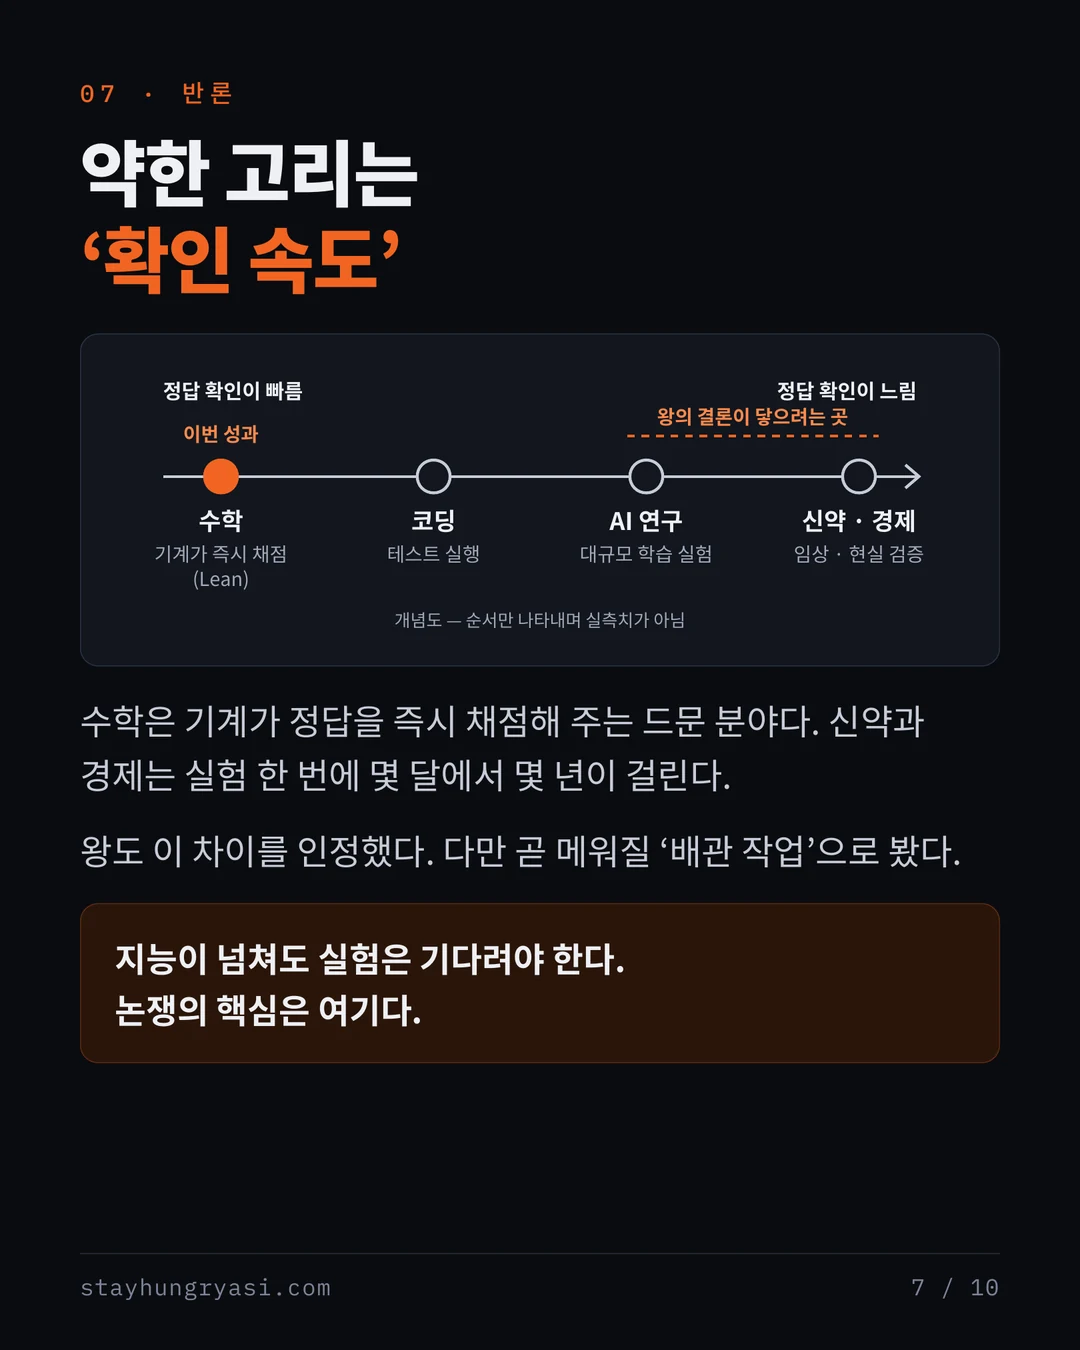 07 · 반론
약한 고리는
‘확인 속도’
정답 확인이 빠름
정답 확인이 느림
이번 성과
왕의 결론이 닿으려는 곳
수학
코딩
AI 연구
신약 · 경제
기계가 즉시 채점
(Lean)
테스트 실행
대규모 학습 실험
임상 · 현실 검증
개념도 — 순서만 나타내며 실측치가 아님
수학은 기계가 정답을 즉시 채점해 주는 드문 분야다. 신약과
경제는 실험 한 번에 몇 달에서 몇 년이 걸린다.
왕도 이 차이를 인정했다. 다만 곧 메워질 ‘배관 작업’으로 봤다.
지능이 넘쳐도 실험은 기다려야 한다.
논쟁의 핵심은 여기다.
stayhungryasi.com
7 / 10